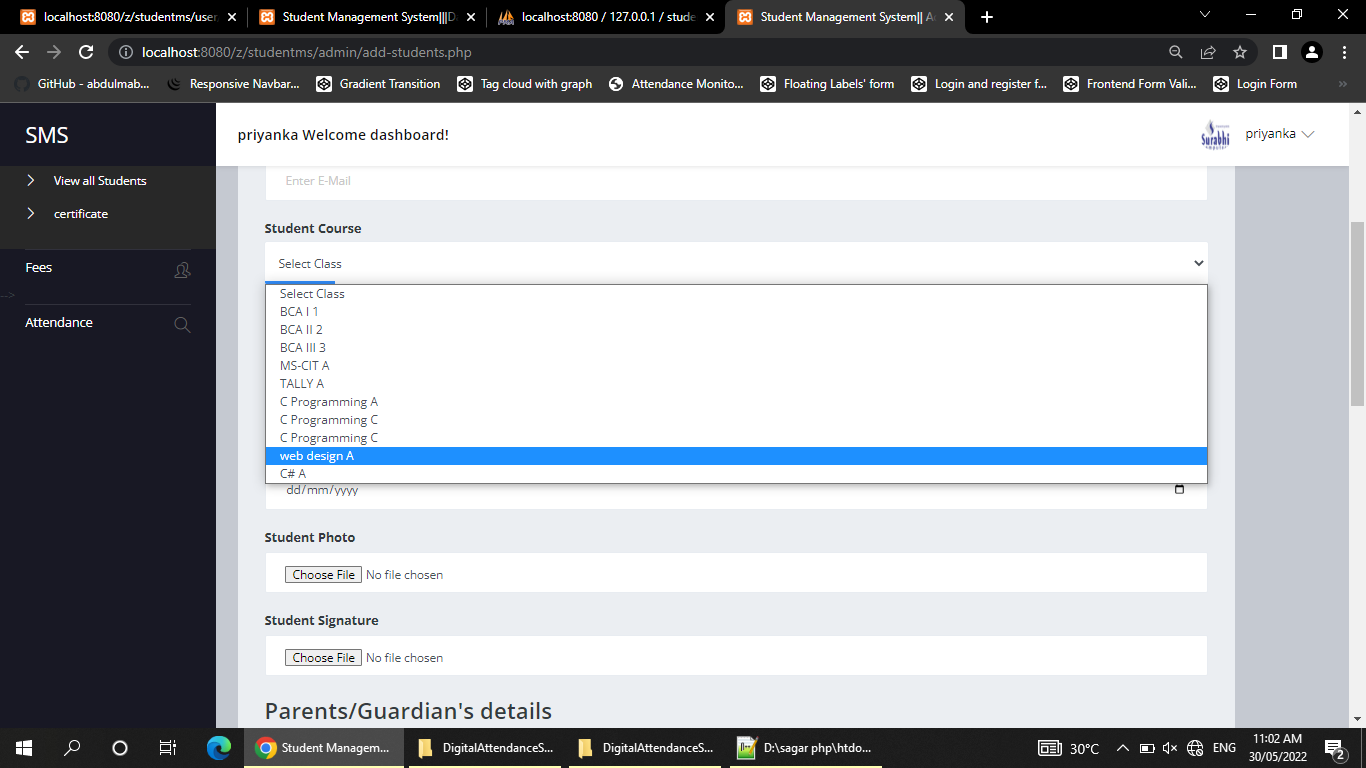 localhost:8080/z/studentms/user
Student Management System|||D
localhost:8080 / 127.0.0.1 / stude
Student Management System|| A
localhost:8080/z/studentms/admin/add-students.php
GitHub - abdulmab...
Responsive Navbar...
Gradient Transition
Tag cloud with graph
Attendance Monito...
Floating Labels' form
Login and register f...
Frontend Form Vali...
Login Form
SMS
priyanka Welcome dashboard!
Surabhi
priyanka
View all Students
certificate
Fees
-->
Attendance
Enter E-Mail
Student Course
Select Class
Select Class
BCA I 1
BCA II 2
BCA III 3
MS-CIT A
TALLY A
C Programming A
C Programming C
C Programming C
web design A
C# A
dd/mm/yyyy
Student Photo
Choose File No file chosen
Student Signature
Choose File No file chosen
Parents/Guardian's details
Student Managem...
DigitalAttendanceS...
DigitalAttendanceS...
D:\sagar php\htdo...
30°C
ENG
11:02 AM
30/05/2022
2